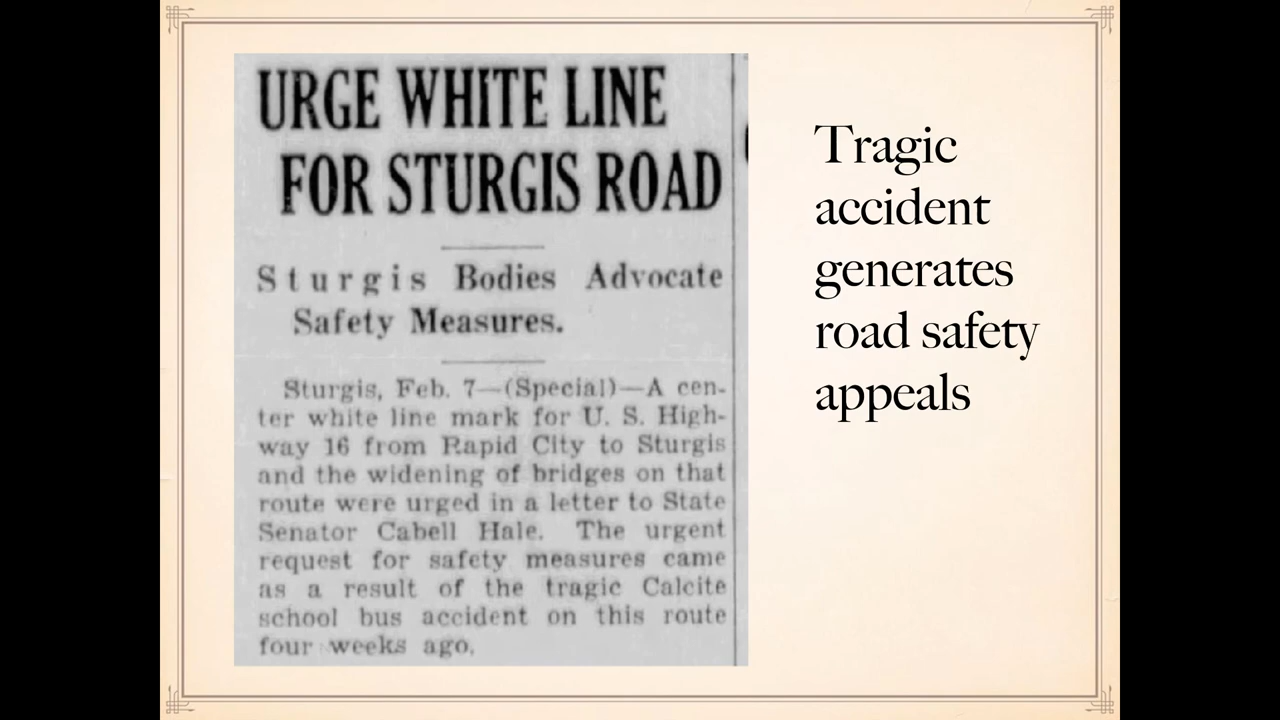 URGE WHITE LINE
FOR STURGIS ROAD
Sturgis Bodies Advocate
Safety Measures.
Sturgis, Feb. 7—(Special)—A cen-
ter white line mark for U. S. High-
way 16 from Rapid City to Sturgis
and the widening of bridges on that
route were urged in a letter to State
Senator Cabell Hale. The urgent
request for safety measures came
as a result of the tragic Calcite
school bus accident on this route
four weeks ago.
Tragic
accident
generates
road safety
appeals